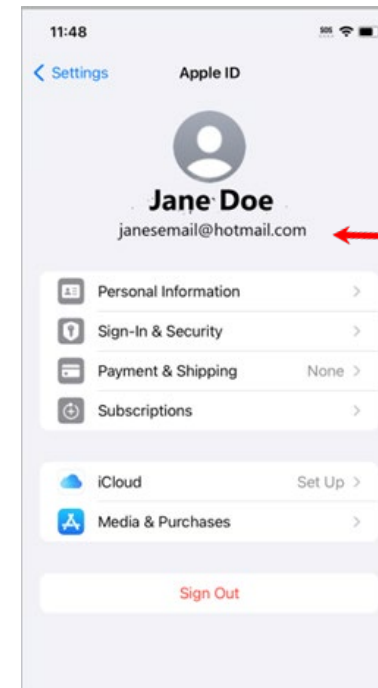 11:48
SOS
Settings
Apple ID
Jane Doe
janesemail@hotmail.com
Personal Information
Sign-In & Security
Payment & Shipping None
Subscriptions
iCloud Set Up
Media & Purchases
Sign Out